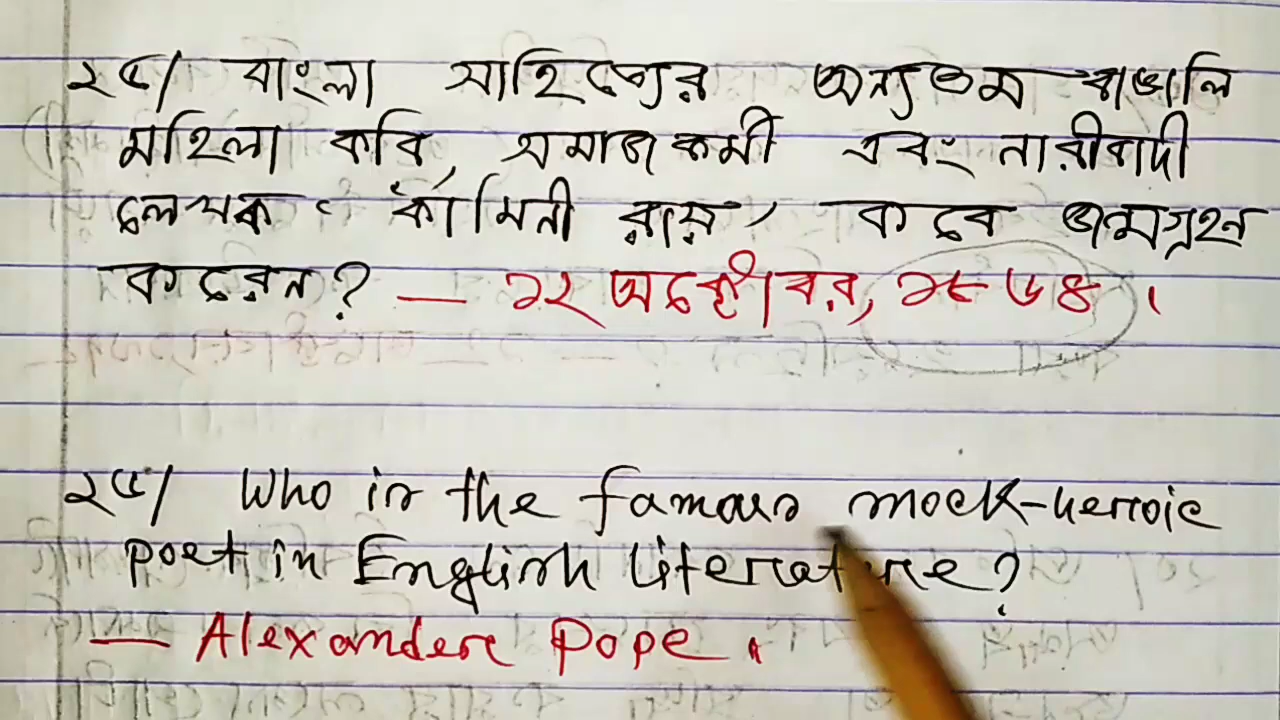 ২৫/ বাংলা সাহিত্যের অন্যতম বাঙালি
মহিলা কবি, সমাজকর্মী এবং নারীবাদী
লেখক 'কামিনী রায়' কবে জন্মগ্রহন
করেন? — ১২ অক্টোবর, ১৮৬৪।
২৫/ Who is the famous mock-heroic
poet in English literature?
— Alexander Pope.